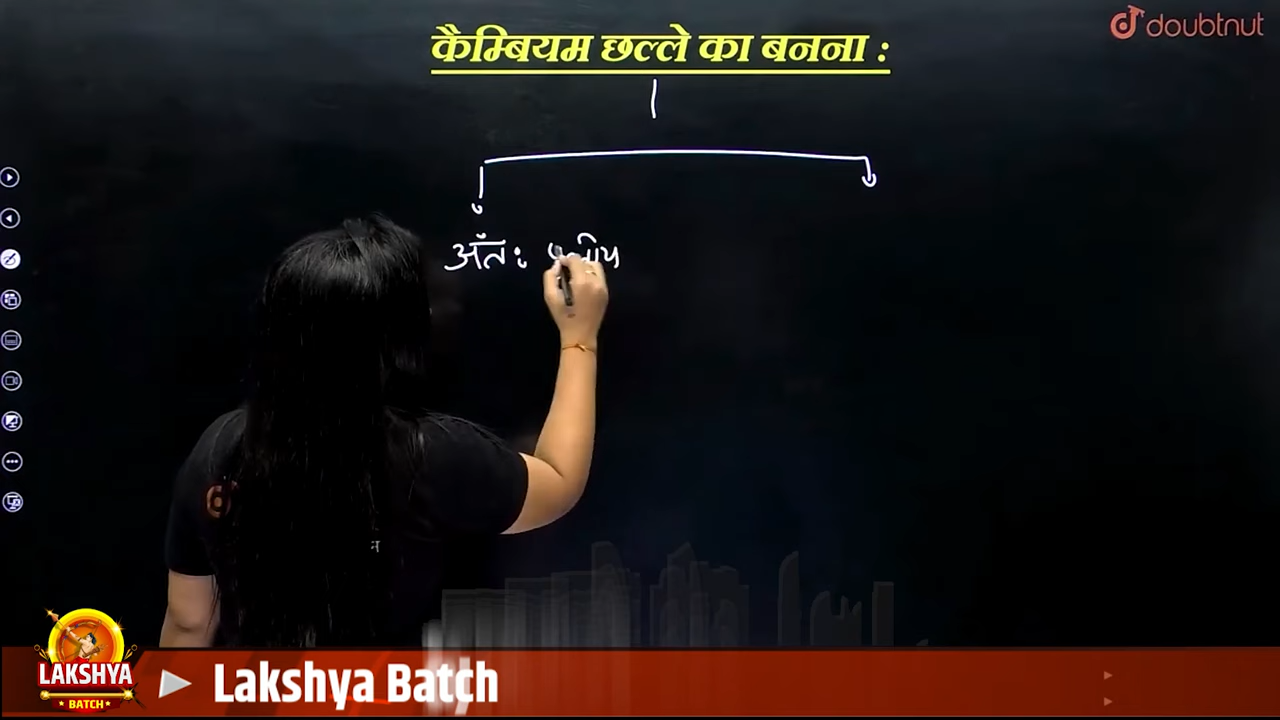 कैम्बियम छल्ले का बनना :
doubtnut
अंत:
LAKSHYA
BATCH
Lakshya Batch